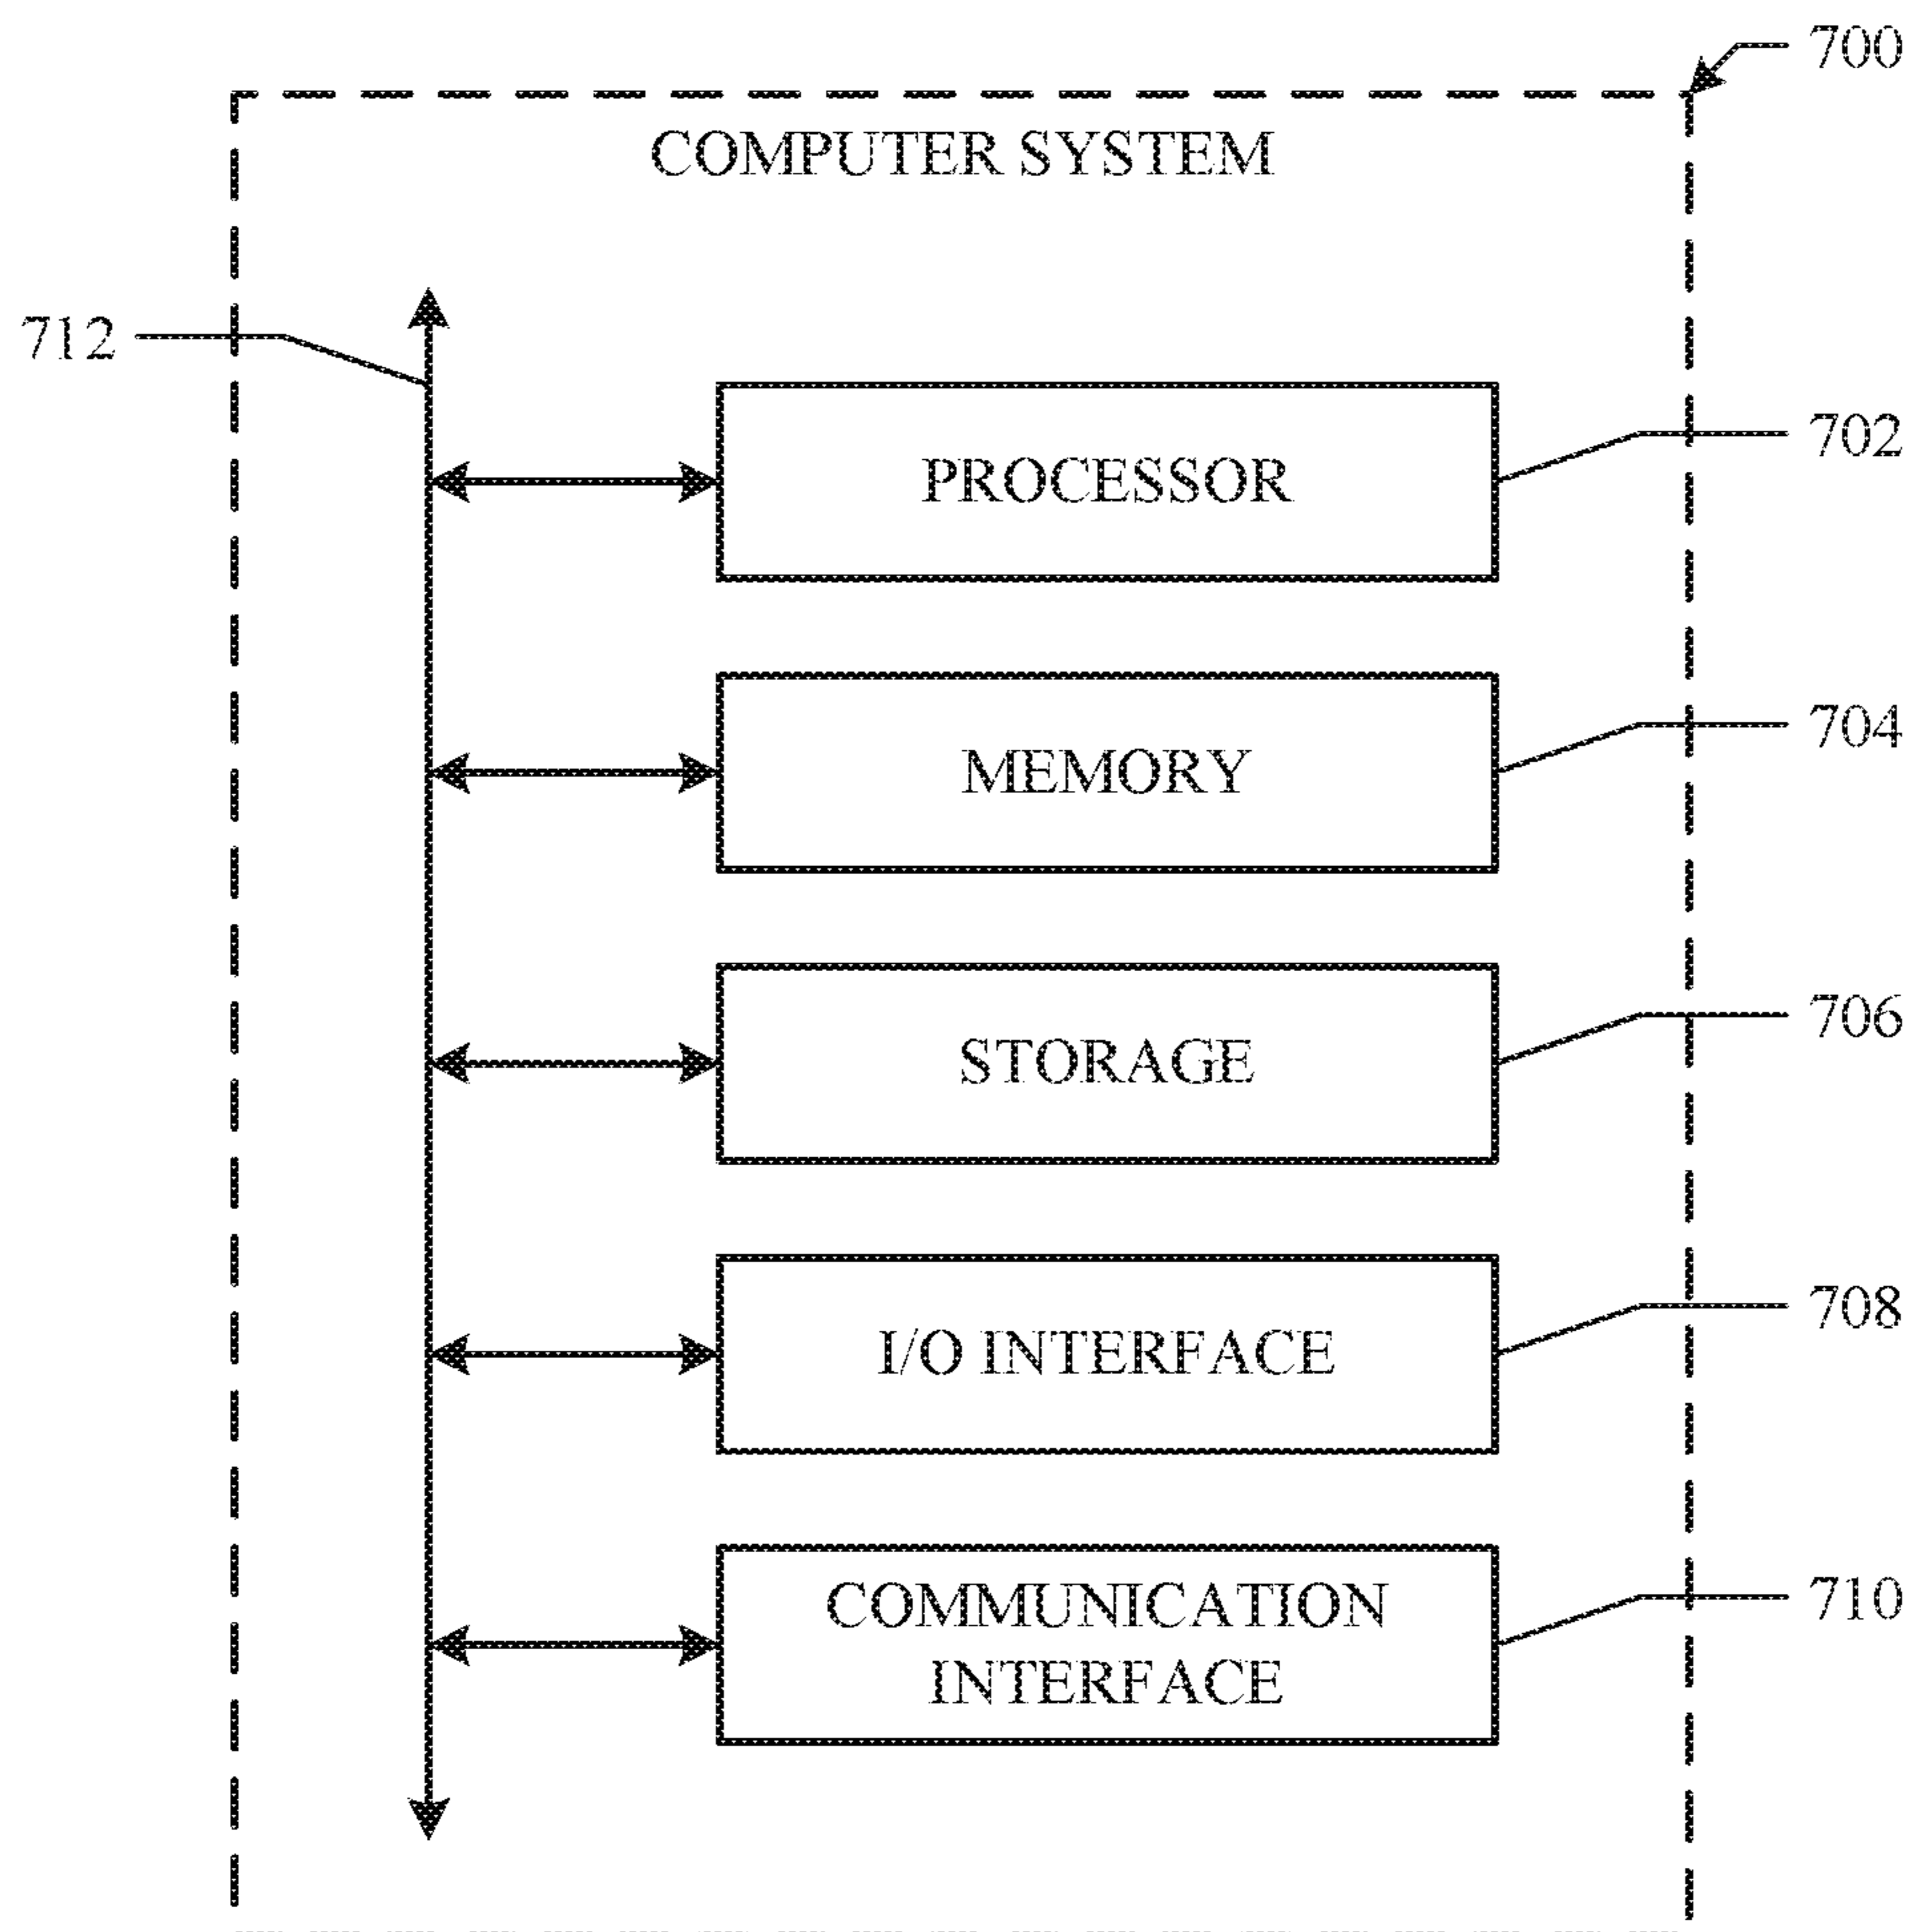 700
COMPUTER SYSTEM
712
PROCESSOR
702
MEMORY
704
STORAGE
706
I/O INTERFACE
708
COMMUNICATION
INTERFACE
710